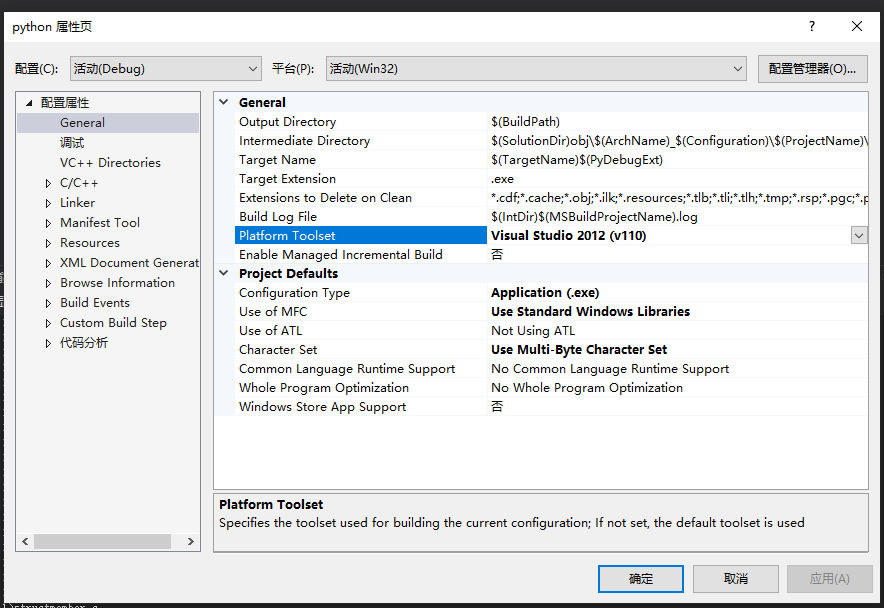 python 属性页
配置(C): 活动(Debug) 平台(P): 活动(Win32) 配置管理器(O)...
配置属性
General
调试
VC++ Directories
C/C++
Linker
Manifest Tool
Resources
XML Document Generat
Browse Information
Build Events
Custom Build Step
代码分析
General
Output Directory $(BuildPath)
Intermediate Directory $(SolutionDir)obj\$(ArchName)_$(Configuration)\$(ProjectName)\
Target Name $(TargetName)$(PyDebugExt)
Target Extension .exe
Extensions to Delete on Clean *.cdf;*.cache;*.obj;*.ilk;*.resources;*.tlb;*.tli;*.tlh;*.tmp;*.rsp;*.pgc;*.p
Build Log File $(IntDir)$(MSBuildProjectName).log
Platform Toolset Visual Studio 2012 (v110)
Enable Managed Incremental Build 否
Project Defaults
Configuration Type Application (.exe)
Use of MFC Use Standard Windows Libraries
Use of ATL Not Using ATL
Character Set Use Multi-Byte Character Set
Common Language Runtime Support No Common Language Runtime Support
Whole Program Optimization No Whole Program Optimization
Windows Store App Support 否
Platform Toolset
Specifies the toolset used for building the current configuration; If not set, the default toolset is used
确定 取消 应用(A)